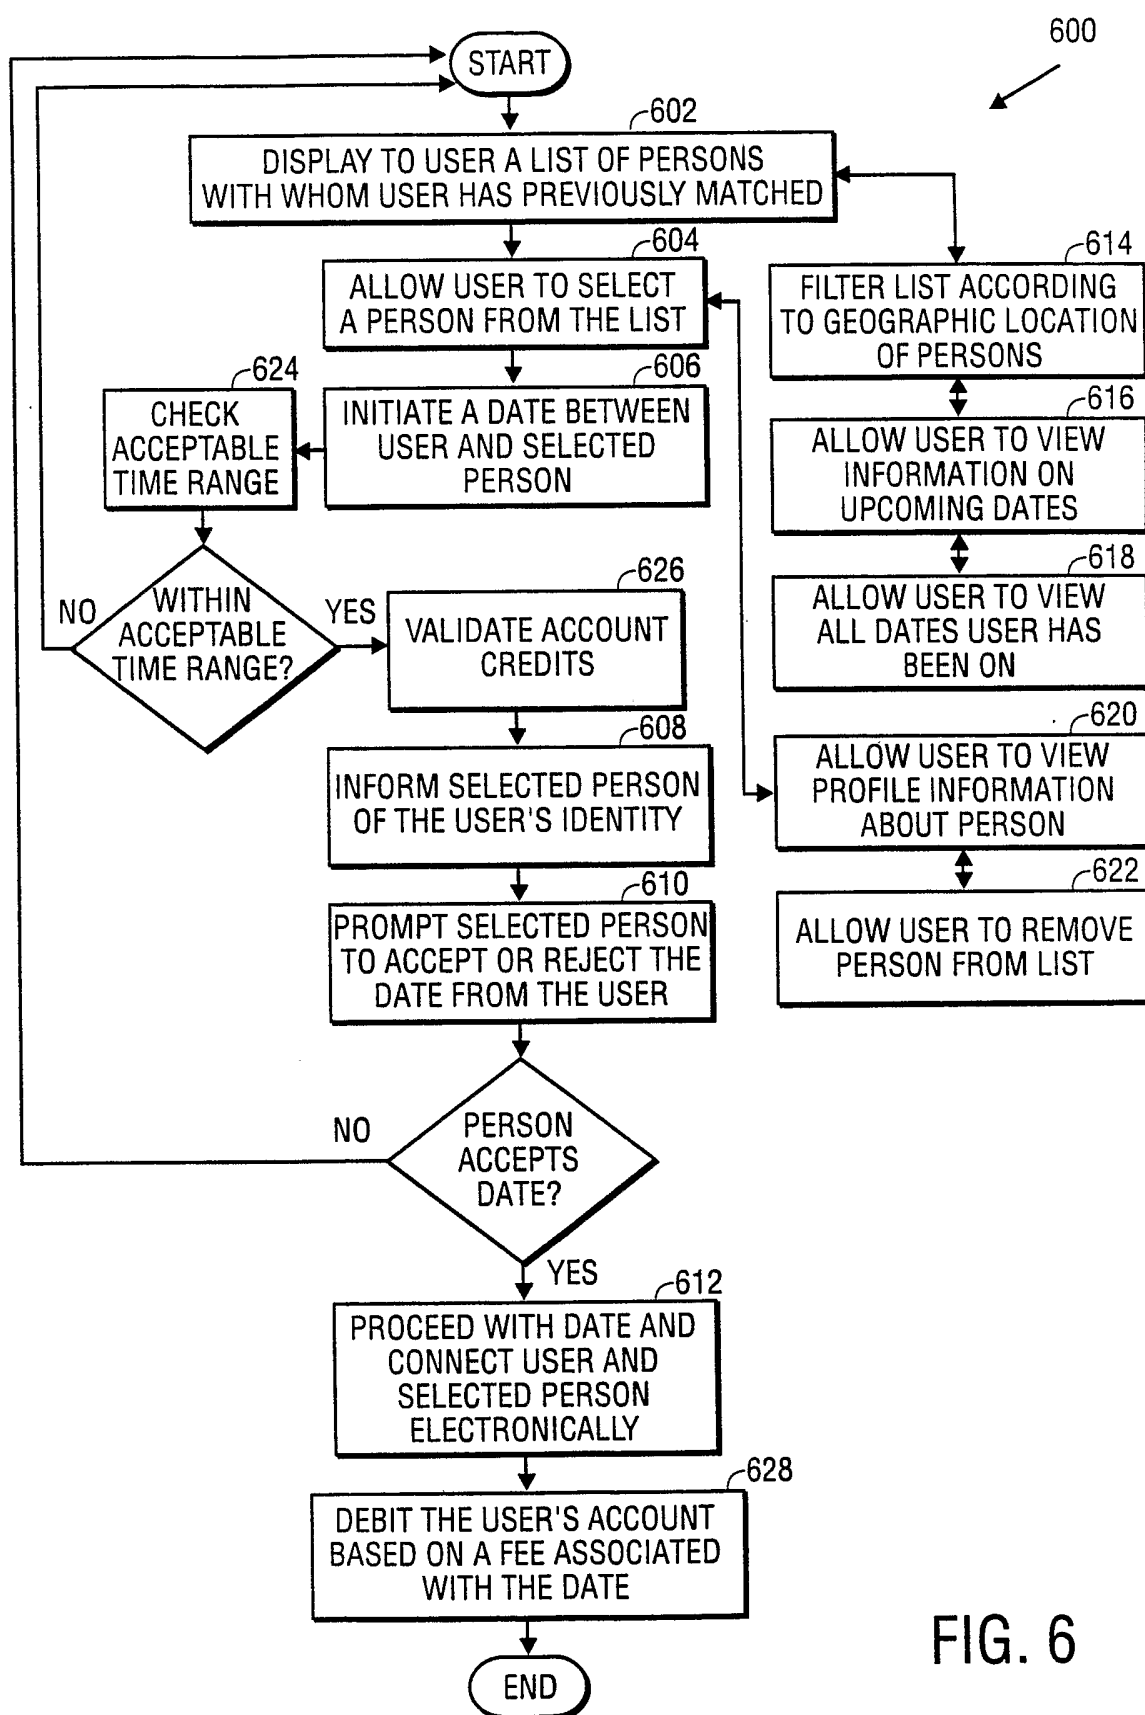 600
START
602
DISPLAY TO USER A LIST OF PERSONS
WITH WHOM USER HAS PREVIOUSLY MATCHED
604
ALLOW USER TO SELECT
A PERSON FROM THE LIST
614
FILTER LIST ACCORDING
TO GEOGRAPHIC LOCATION
OF PERSONS
624
CHECK
ACCEPTABLE
TIME RANGE
606
INITIATE A DATE BETWEEN
USER AND SELECTED
PERSON
616
ALLOW USER TO VIEW
INFORMATION ON
UPCOMING DATES
NO
WITHIN
ACCEPTABLE
TIME RANGE?
YES
626
VALIDATE ACCOUNT
CREDITS
618
ALLOW USER TO VIEW
ALL DATES USER HAS
BEEN ON
608
INFORM SELECTED PERSON
OF THE USER'S IDENTITY
620
ALLOW USER TO VIEW
PROFILE INFORMATION
ABOUT PERSON
610
PROMPT SELECTED PERSON
TO ACCEPT OR REJECT THE
DATE FROM THE USER
622
ALLOW USER TO REMOVE
PERSON FROM LIST
NO
PERSON
ACCEPTS
DATE?
YES
612
PROCEED WITH DATE AND
CONNECT USER AND
SELECTED PERSON
ELECTRONICALLY
628
DEBIT THE USER'S ACCOUNT
BASED ON A FEE ASSOCIATED
WITH THE DATE
END
FIG. 6